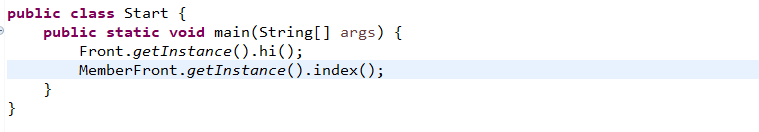 public class Start {
    public static void main(String[] args) {
        Front.getInstance().hi();
        MemberFront.getInstance().index();
    }
}